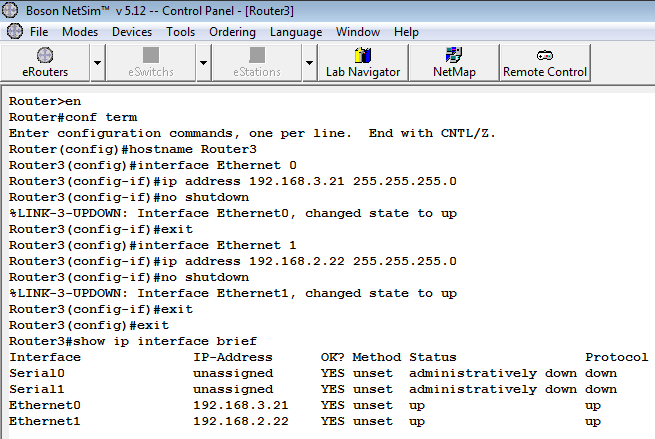 Boson NetSim™ v 5.12 -- Control Panel - [Router3]
File Modes Devices Tools Ordering Language Window Help
eRouters eSwitchs eStations Lab Navigator NetMap Remote Control
Router>en
Router#conf term
Enter configuration commands, one per line.  End with CNTL/Z.
Router(config)#hostname Router3
Router3(config)#interface Ethernet 0
Router3(config-if)#ip address 192.168.3.21 255.255.255.0
Router3(config-if)#no shutdown
%LINK-3-UPDOWN: Interface Ethernet0, changed state to up
Router3(config-if)#exit
Router3(config)#interface Ethernet 1
Router3(config-if)#ip address 192.168.2.22 255.255.255.0
Router3(config-if)#no shutdown
%LINK-3-UPDOWN: Interface Ethernet1, changed state to up
Router3(config-if)#exit
Router3(config)#exit
Router3#show ip interface brief
Interface IP-Address OK? Method Status Protocol
Serial0 unassigned YES unset administratively down down
Serial1 unassigned YES unset administratively down down
Ethernet0 192.168.3.21 YES unset up up
Ethernet1 192.168.2.22 YES unset up up